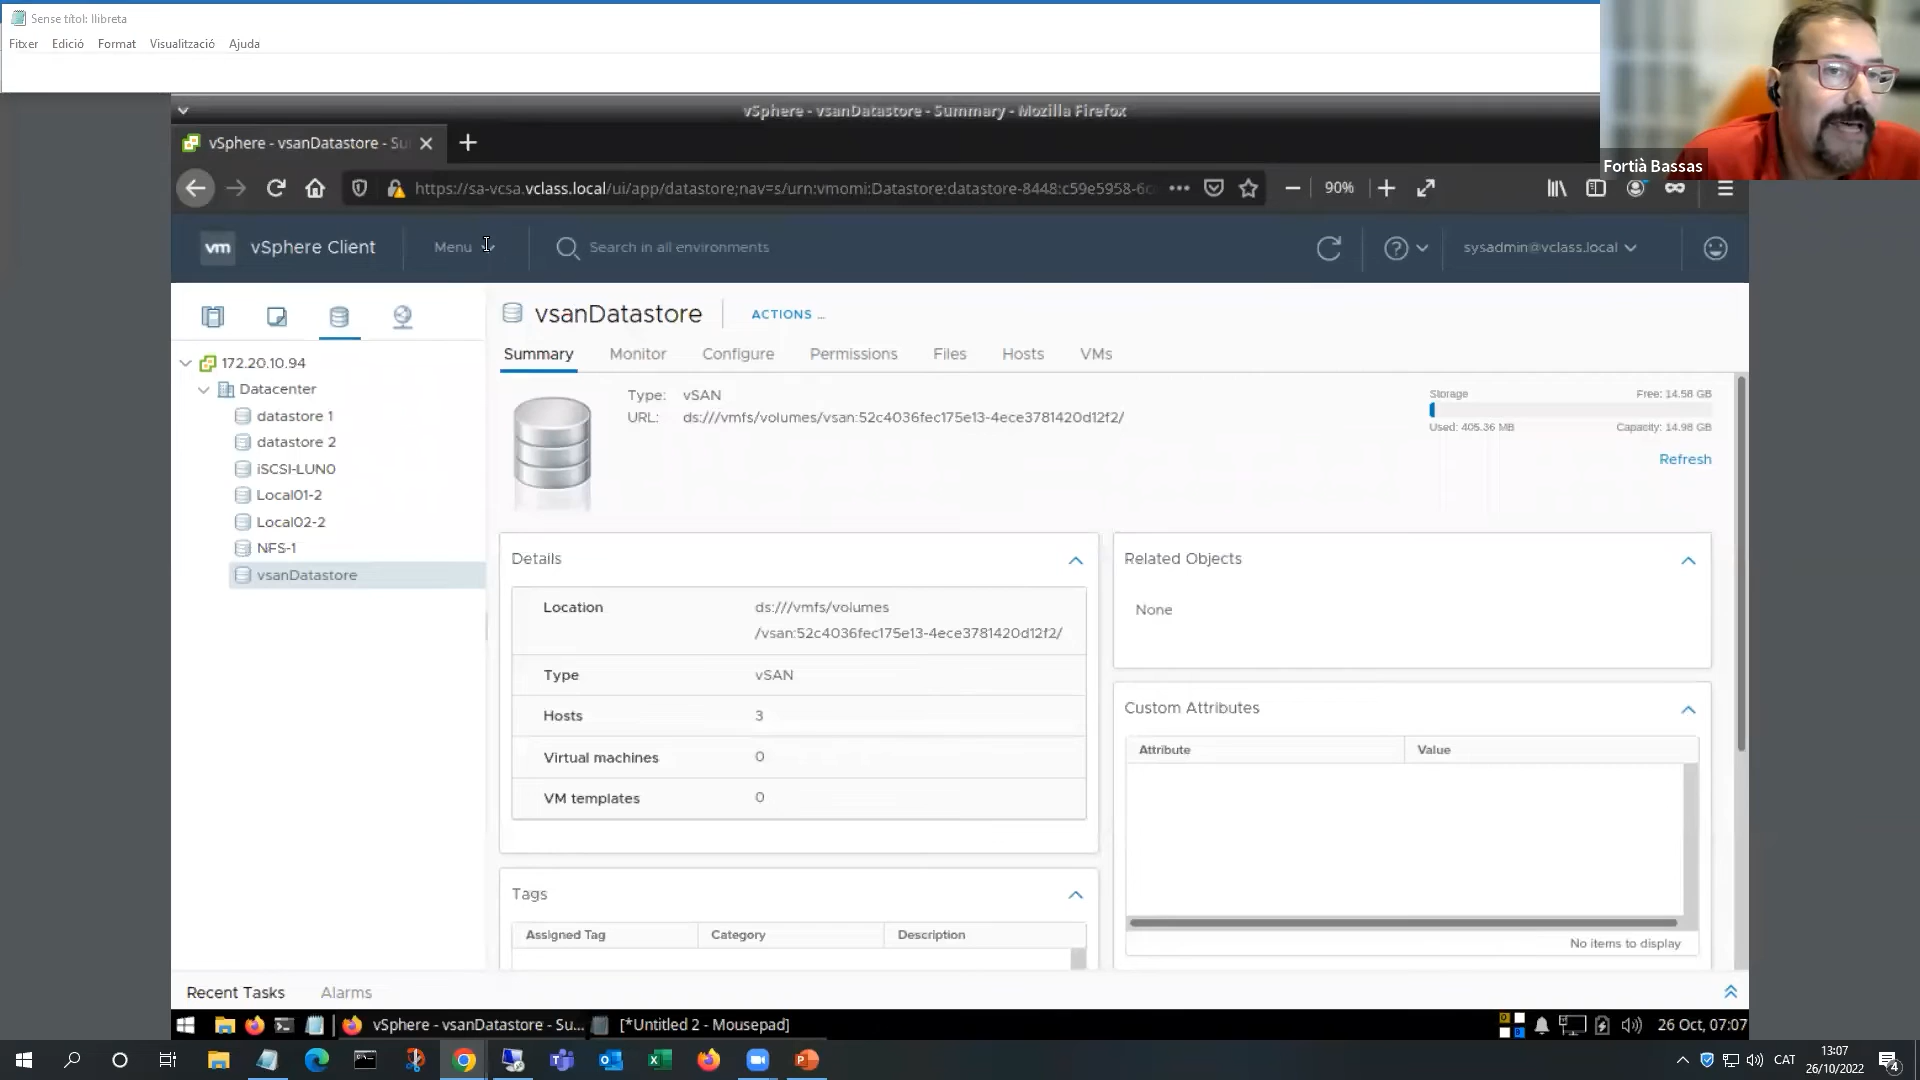 Sense títol: llibreta
Fitxer Edició Format Visualització Ajuda
Fortià Bassas
vSphere - vsanDatastore - Summary - Mozilla Firefox
vSphere - vsanDatastore - Su
https://sa-vcsa.vclass.local/ui/app/datastore;nav=s/urn:vmomi:Datastore:datastore-8448:c59e5958-6c
90%
vm vSphere Client Menu Search in all environments sysadmin@vclass.local
172.20.10.94
Datacenter
datastore 1
datastore 2
iSCSI-LUN0
Local01-2
Local02-2
NFS-1
vsanDatastore
vsanDatastore ACTIONS
Summary Monitor Configure Permissions Files Hosts VMs
Type: vSAN
URL: ds:///vmfs/volumes/vsan:52c4036fec175e13-4ece3781420d12f2/
Storage Free: 14.58 GB
Used: 405.36 MB Capacity: 14.98 GB
Refresh
Details
Location ds:///vmfs/volumes
/vsan:52c4036fec175e13-4ece3781420d12f2/
Type vSAN
Hosts 3
Virtual machines 0
VM templates 0
Related Objects
None
Custom Attributes
Attribute Value
No items to display
Tags
Assigned Tag Category Description
Recent Tasks Alarms
vSphere - vsanDatastore - Su... [*Untitled 2 - Mousepad] 26 Oct, 07:07
CAT 13:07
26/10/2022
4